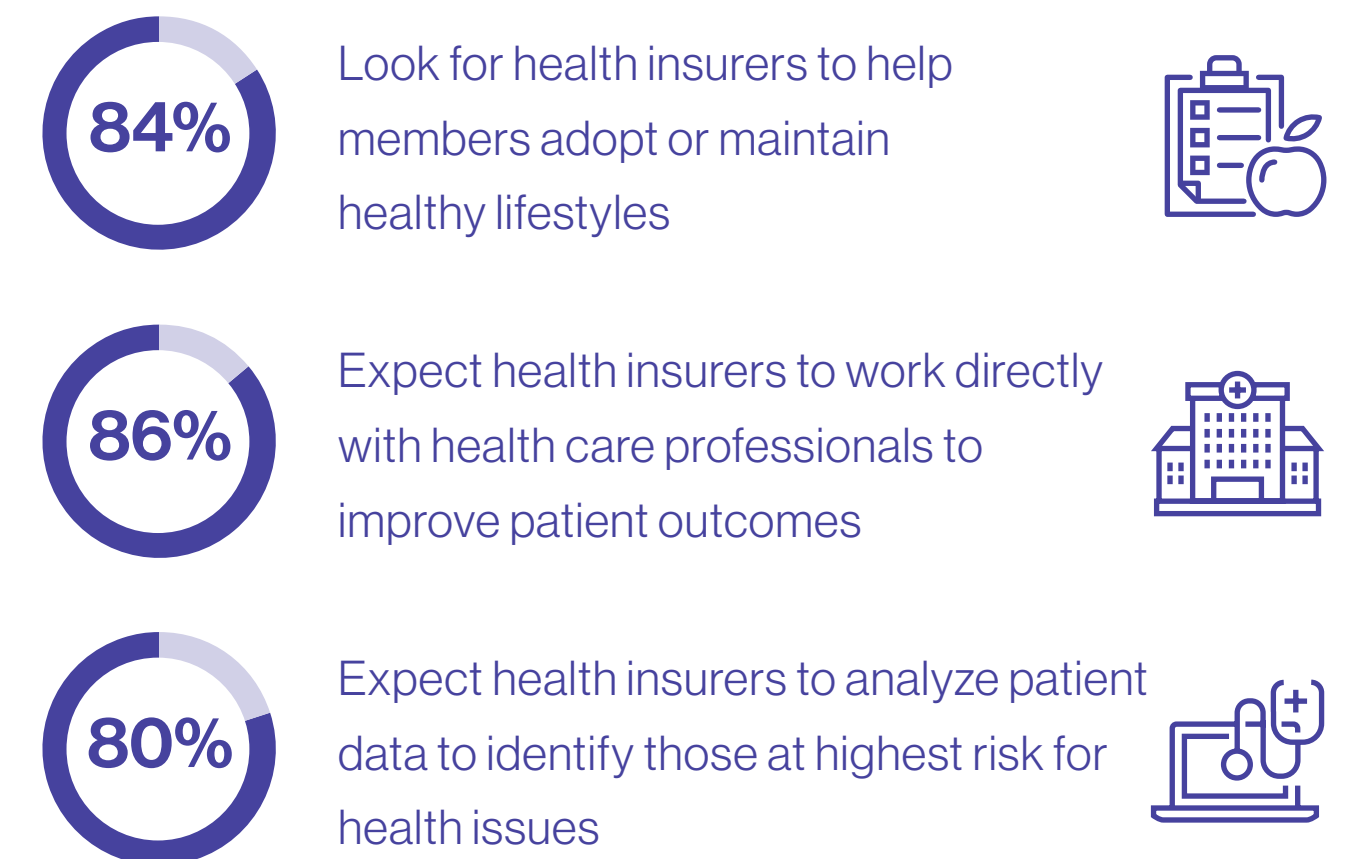 84%
Look for health insurers to help
members adopt or maintain
healthy lifestyles
86%
Expect health insurers to work directly
with health care professionals to
improve patient outcomes
80%
Expect health insurers to analyze patient
data to identify those at highest risk for
health issues